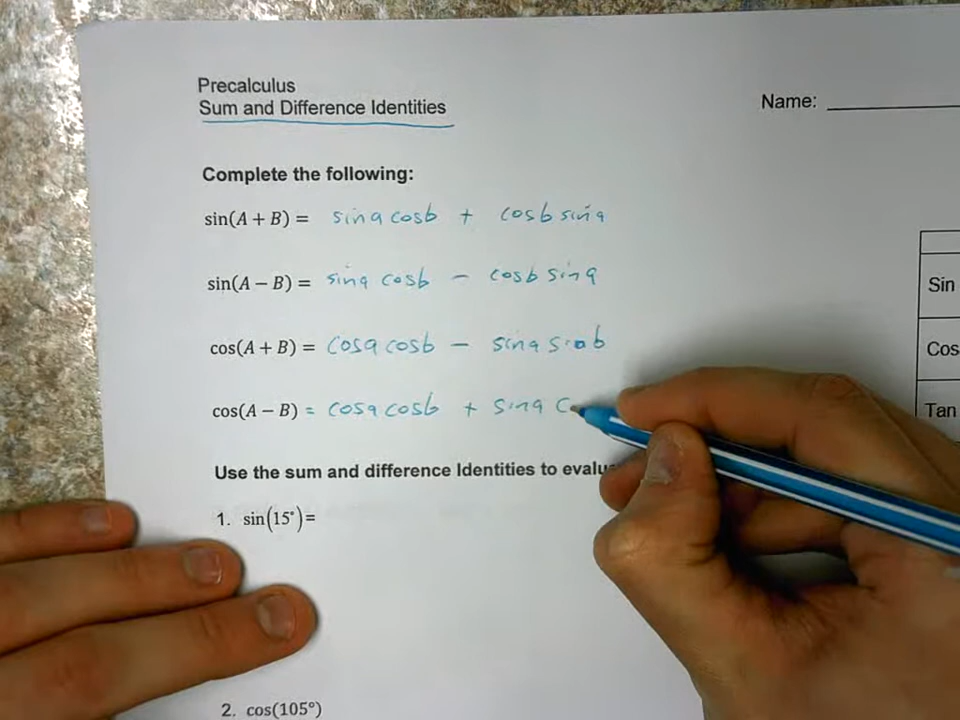 Precalculus
Sum and Difference Identities
Name:
Complete the following:
sin(A + B) = sina cosb + cosb sina
sin(A − B) = sina cosb − cosb sina
Sin
cos(A + B) = cosa cosb − sina sinb
Cos
cos(A − B) = cosa cosb + sina c
Tan
Use the sum and difference Identities to evalu
1. sin(15°)=
2. cos(105°)